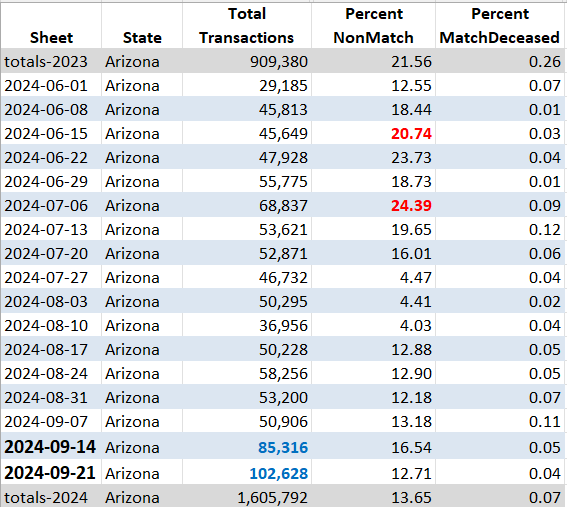 Total Percent Percent
Sheet State Transactions NonMatch MatchDeceased
totals-2023 Arizona 909,380 21.56 0.26
2024-06-01 Arizona 29,185 12.55 0.07
2024-06-08 Arizona 45,813 18.44 0.01
2024-06-15 Arizona 45,649 20.74 0.03
2024-06-22 Arizona 47,928 23.73 0.04
2024-06-29 Arizona 55,775 18.73 0.01
2024-07-06 Arizona 68,837 24.39 0.09
2024-07-13 Arizona 53,621 19.65 0.12
2024-07-20 Arizona 52,871 16.01 0.06
2024-07-27 Arizona 46,732 4.47 0.04
2024-08-03 Arizona 50,295 4.41 0.02
2024-08-10 Arizona 36,956 4.03 0.04
2024-08-17 Arizona 50,228 12.88 0.05
2024-08-24 Arizona 58,256 12.90 0.05
2024-08-31 Arizona 53,200 12.18 0.07
2024-09-07 Arizona 50,906 13.18 0.11
2024-09-14 Arizona 85,316 16.54 0.05
2024-09-21 Arizona 102,628 12.71 0.04
totals-2024 Arizona 1,605,792 13.65 0.07